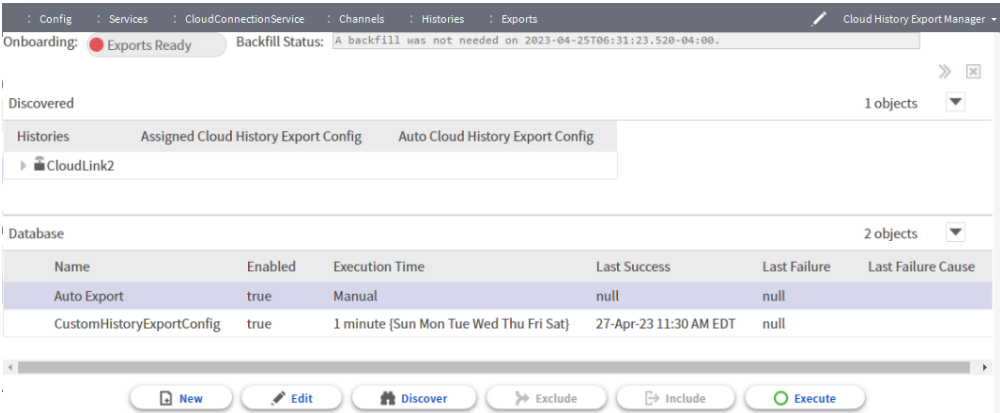 : Config : Services : CloudConnectionService : Channels : Histories : Exports Cloud History Export Manager
Onboarding: Exports Ready Backfill Status: A backfill was not needed on 2023-04-25T06:31:23.520-04:00.
Discovered 1 objects
Histories Assigned Cloud History Export Config Auto Cloud History Export Config
CloudLink2
Database 2 objects
Name Enabled Execution Time Last Success Last Failure Last Failure Cause
Auto Export true Manual null null
CustomHistoryExportConfig true 1 minute {Sun Mon Tue Wed Thu Fri Sat} 27-Apr-23 11:30 AM EDT null
New Edit Discover Exclude Include Execute